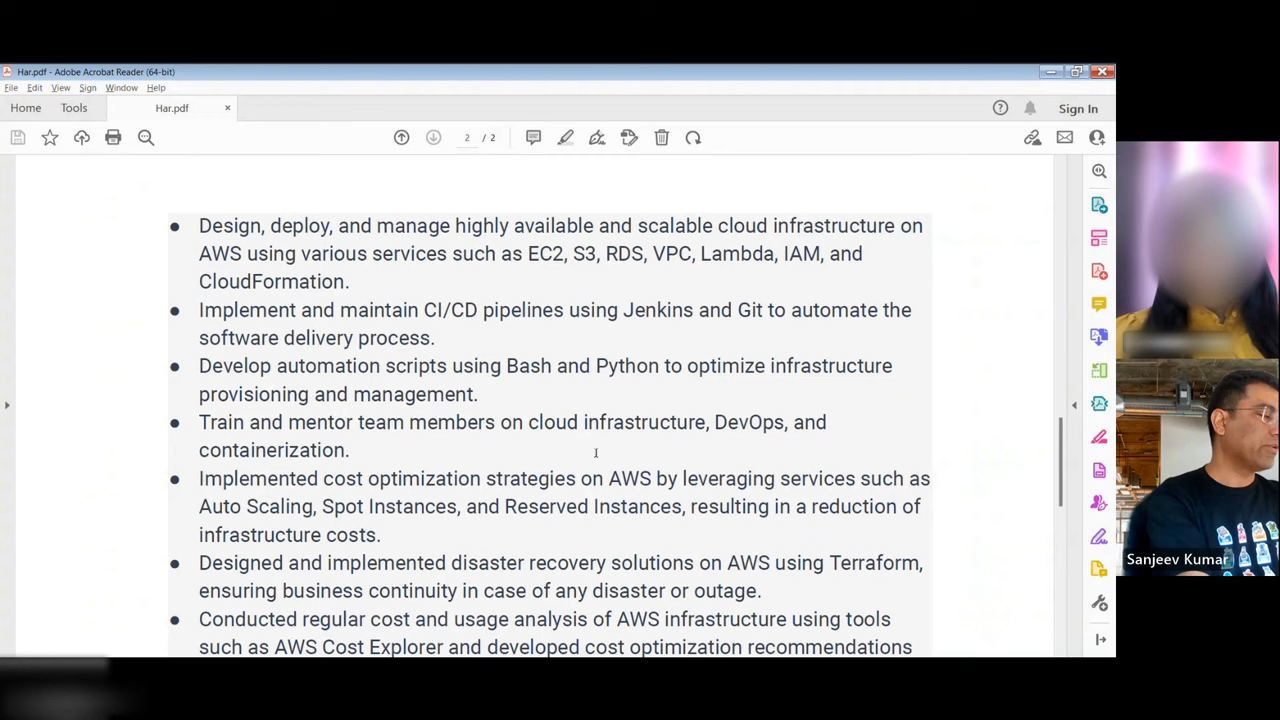 Har.pdf - Adobe Acrobat Reader (64-bit)
File Edit View Sign Window Help
Home Tools Har.pdf × Sign In
2 / 2
● Design, deploy, and manage highly available and scalable cloud infrastructure on
AWS using various services such as EC2, S3, RDS, VPC, Lambda, IAM, and
CloudFormation.
● Implement and maintain CI/CD pipelines using Jenkins and Git to automate the
software delivery process.
● Develop automation scripts using Bash and Python to optimize infrastructure
provisioning and management.
● Train and mentor team members on cloud infrastructure, DevOps, and
containerization.
● Implemented cost optimization strategies on AWS by leveraging services such as
Auto Scaling, Spot Instances, and Reserved Instances, resulting in a reduction of
infrastructure costs.
● Designed and implemented disaster recovery solutions on AWS using Terraform,
ensuring business continuity in case of any disaster or outage.
● Conducted regular cost and usage analysis of AWS infrastructure using tools
such as AWS Cost Explorer and developed cost optimization recommendations
Sanjeev Kumar